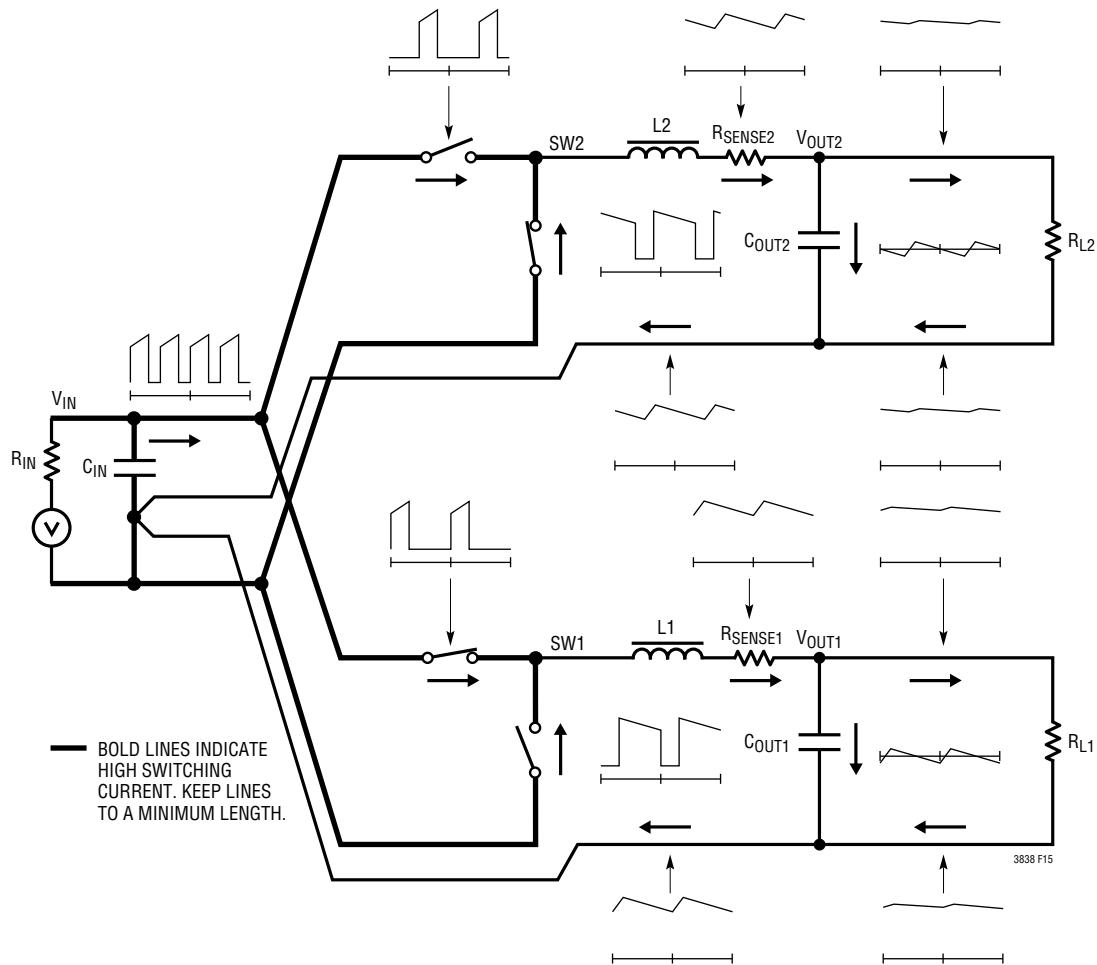 L2
RSENSE2
VOUT2
SW2
COUT2
RL2
VIN
RIN
CIN
V
L1
RSENSE1
VOUT1
SW1
COUT1
RL1
BOLD LINES INDICATE
HIGH SWITCHING
CURRENT. KEEP LINES
TO A MINIMUM LENGTH.
3838 F15